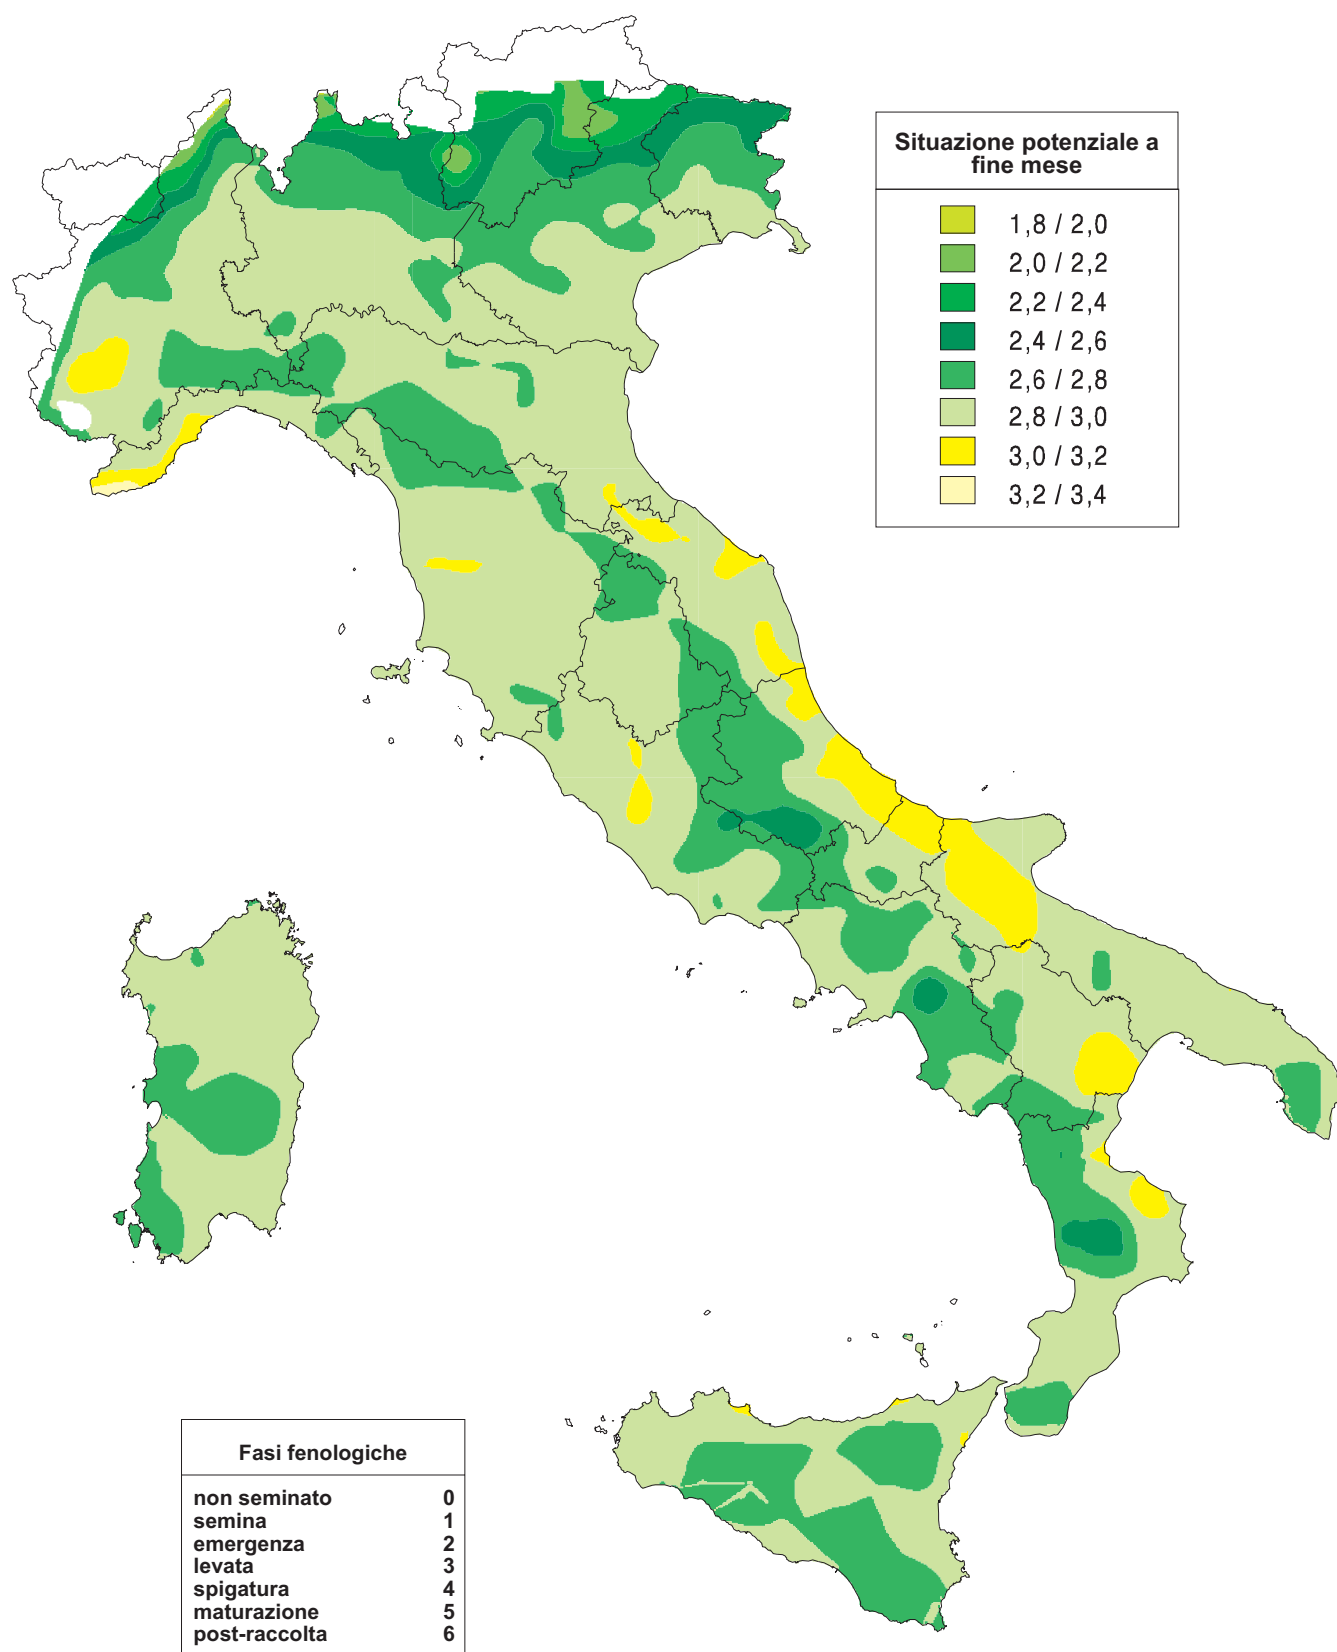 Situazione potenziale a
fine mese
1,8 / 2,0
2,0 / 2,2
2,2 / 2,4
2,4 / 2,6
2,6 / 2,8
2,8 / 3,0
3,0 / 3,2
3,2 / 3,4
Fasi fenologiche
non seminato 0
semina 1
emergenza 2
levata 3
spigatura 4
maturazione 5
post-raccolta 6